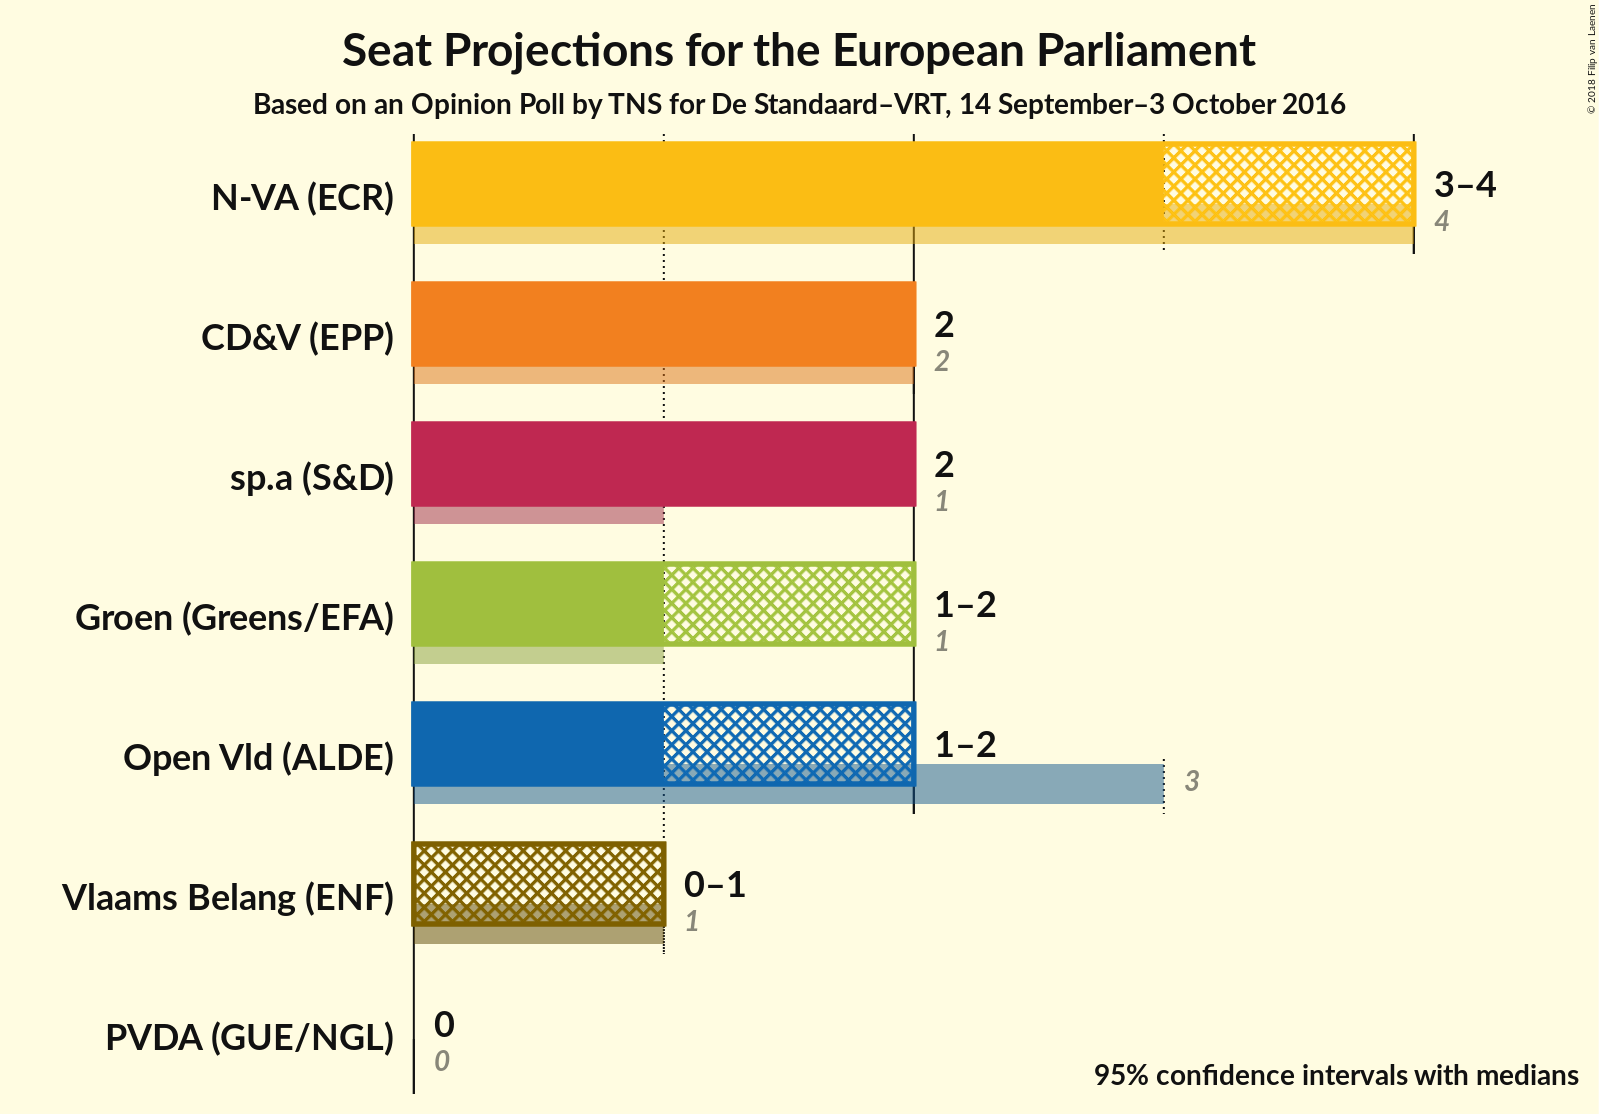 Seat Projections for the European Parliament
Based on an Opinion Poll by TNS for De Standaard–VRT, 14 September–3 October 2016
© 2018 Filip van Laenen
N-VA (ECR)
3–4
4
CD&V (EPP)
2
2
sp.a (S&D)
2
1
Groen (Greens/EFA)
1–2
1
Open Vld (ALDE)
1–2
3
Vlaams Belang (ENF)
0–1
1
PVDA (GUE/NGL)
0
0
95% confidence intervals with medians